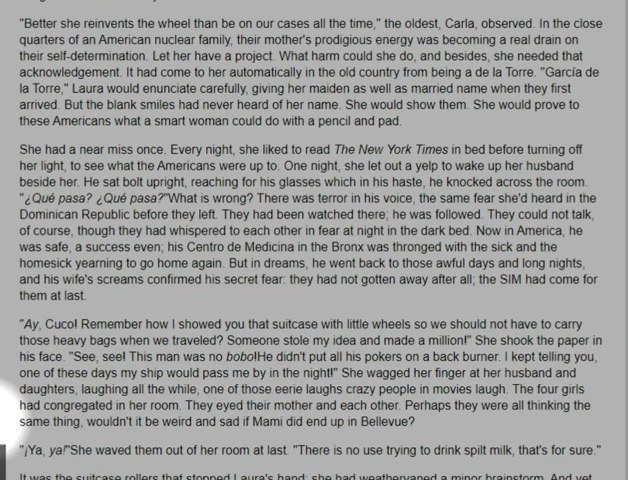 "Better she reinvents the wheel than be on our cases all the time," the oldest, Carla, observed. In the close
quarters of an American nuclear family, their mother's prodigious energy was becoming a real drain on
their self-determination. Let her have a project. What harm could she do, and besides, she needed that
acknowledgement. It had come to her automatically in the old country from being a de la Torre. "García de
la Torre," Laura would enunciate carefully, giving her maiden as well as married name when they first
arrived. But the blank smiles had never heard of her name. She would show them. She would prove to
these Americans what a smart woman could do with a pencil and pad.
She had a near miss once. Every night, she liked to read The New York Times in bed before turning off
her light, to see what the Americans were up to. One night, she let out a yelp to wake up her husband
beside her. He sat bolt upright, reaching for his glasses which in his haste, he knocked across the room.
"¿Qué pasa? ¿Qué pasa?"What is wrong? There was terror in his voice, the same fear she'd heard in the
Dominican Republic before they left. They had been watched there; he was followed. They could not talk,
of course, though they had whispered to each other in fear at night in the dark bed. Now in America, he
was safe, a success even; his Centro de Medicina in the Bronx was thronged with the sick and the
homesick yearning to go home again. But in dreams, he went back to those awful days and long nights,
and his wife's screams confirmed his secret fear: they had not gotten away after all; the SIM had come for
them at last.
"Ay, Cuco! Remember how I showed you that suitcase with little wheels so we should not have to carry
those heavy bags when we traveled? Someone stole my idea and made a million!" She shook the paper in
his face. "See, see! This man was no bobo!He didn't put all his pokers on a back burner. I kept telling you,
one of these days my ship would pass me by in the night!" She wagged her finger at her husband and
daughters, laughing all the while, one of those eerie laughs crazy people in movies laugh. The four girls
had congregated in her room. They eyed their mother and each other. Perhaps they were all thinking the
same thing, wouldn't it be weird and sad if Mami did end up in Bellevue?
"¡Ya, ya!"She waved them out of her room at last. "There is no use trying to drink spilt milk, that's for sure."
It was the suitcase rollers that stopped Laura's hand; she had weathervaned a minor brainstorm. And yet